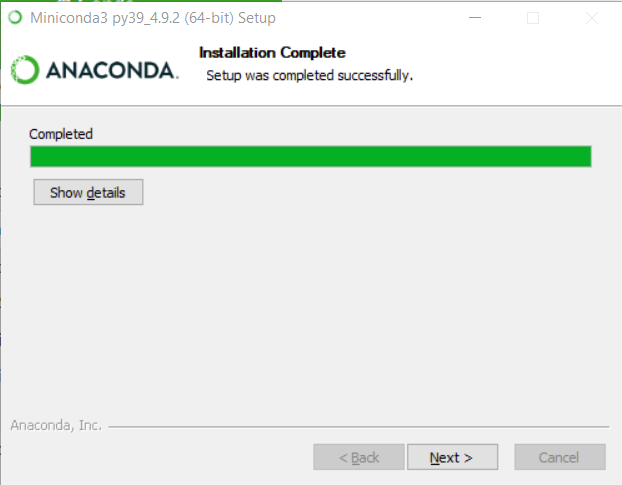 Miniconda3 py39_4.9.2 (64-bit) Setup
Installation Complete
Setup was completed successfully.
ANACONDA.
Completed
Show details
Anaconda, Inc.
< Back
Next >
Cancel